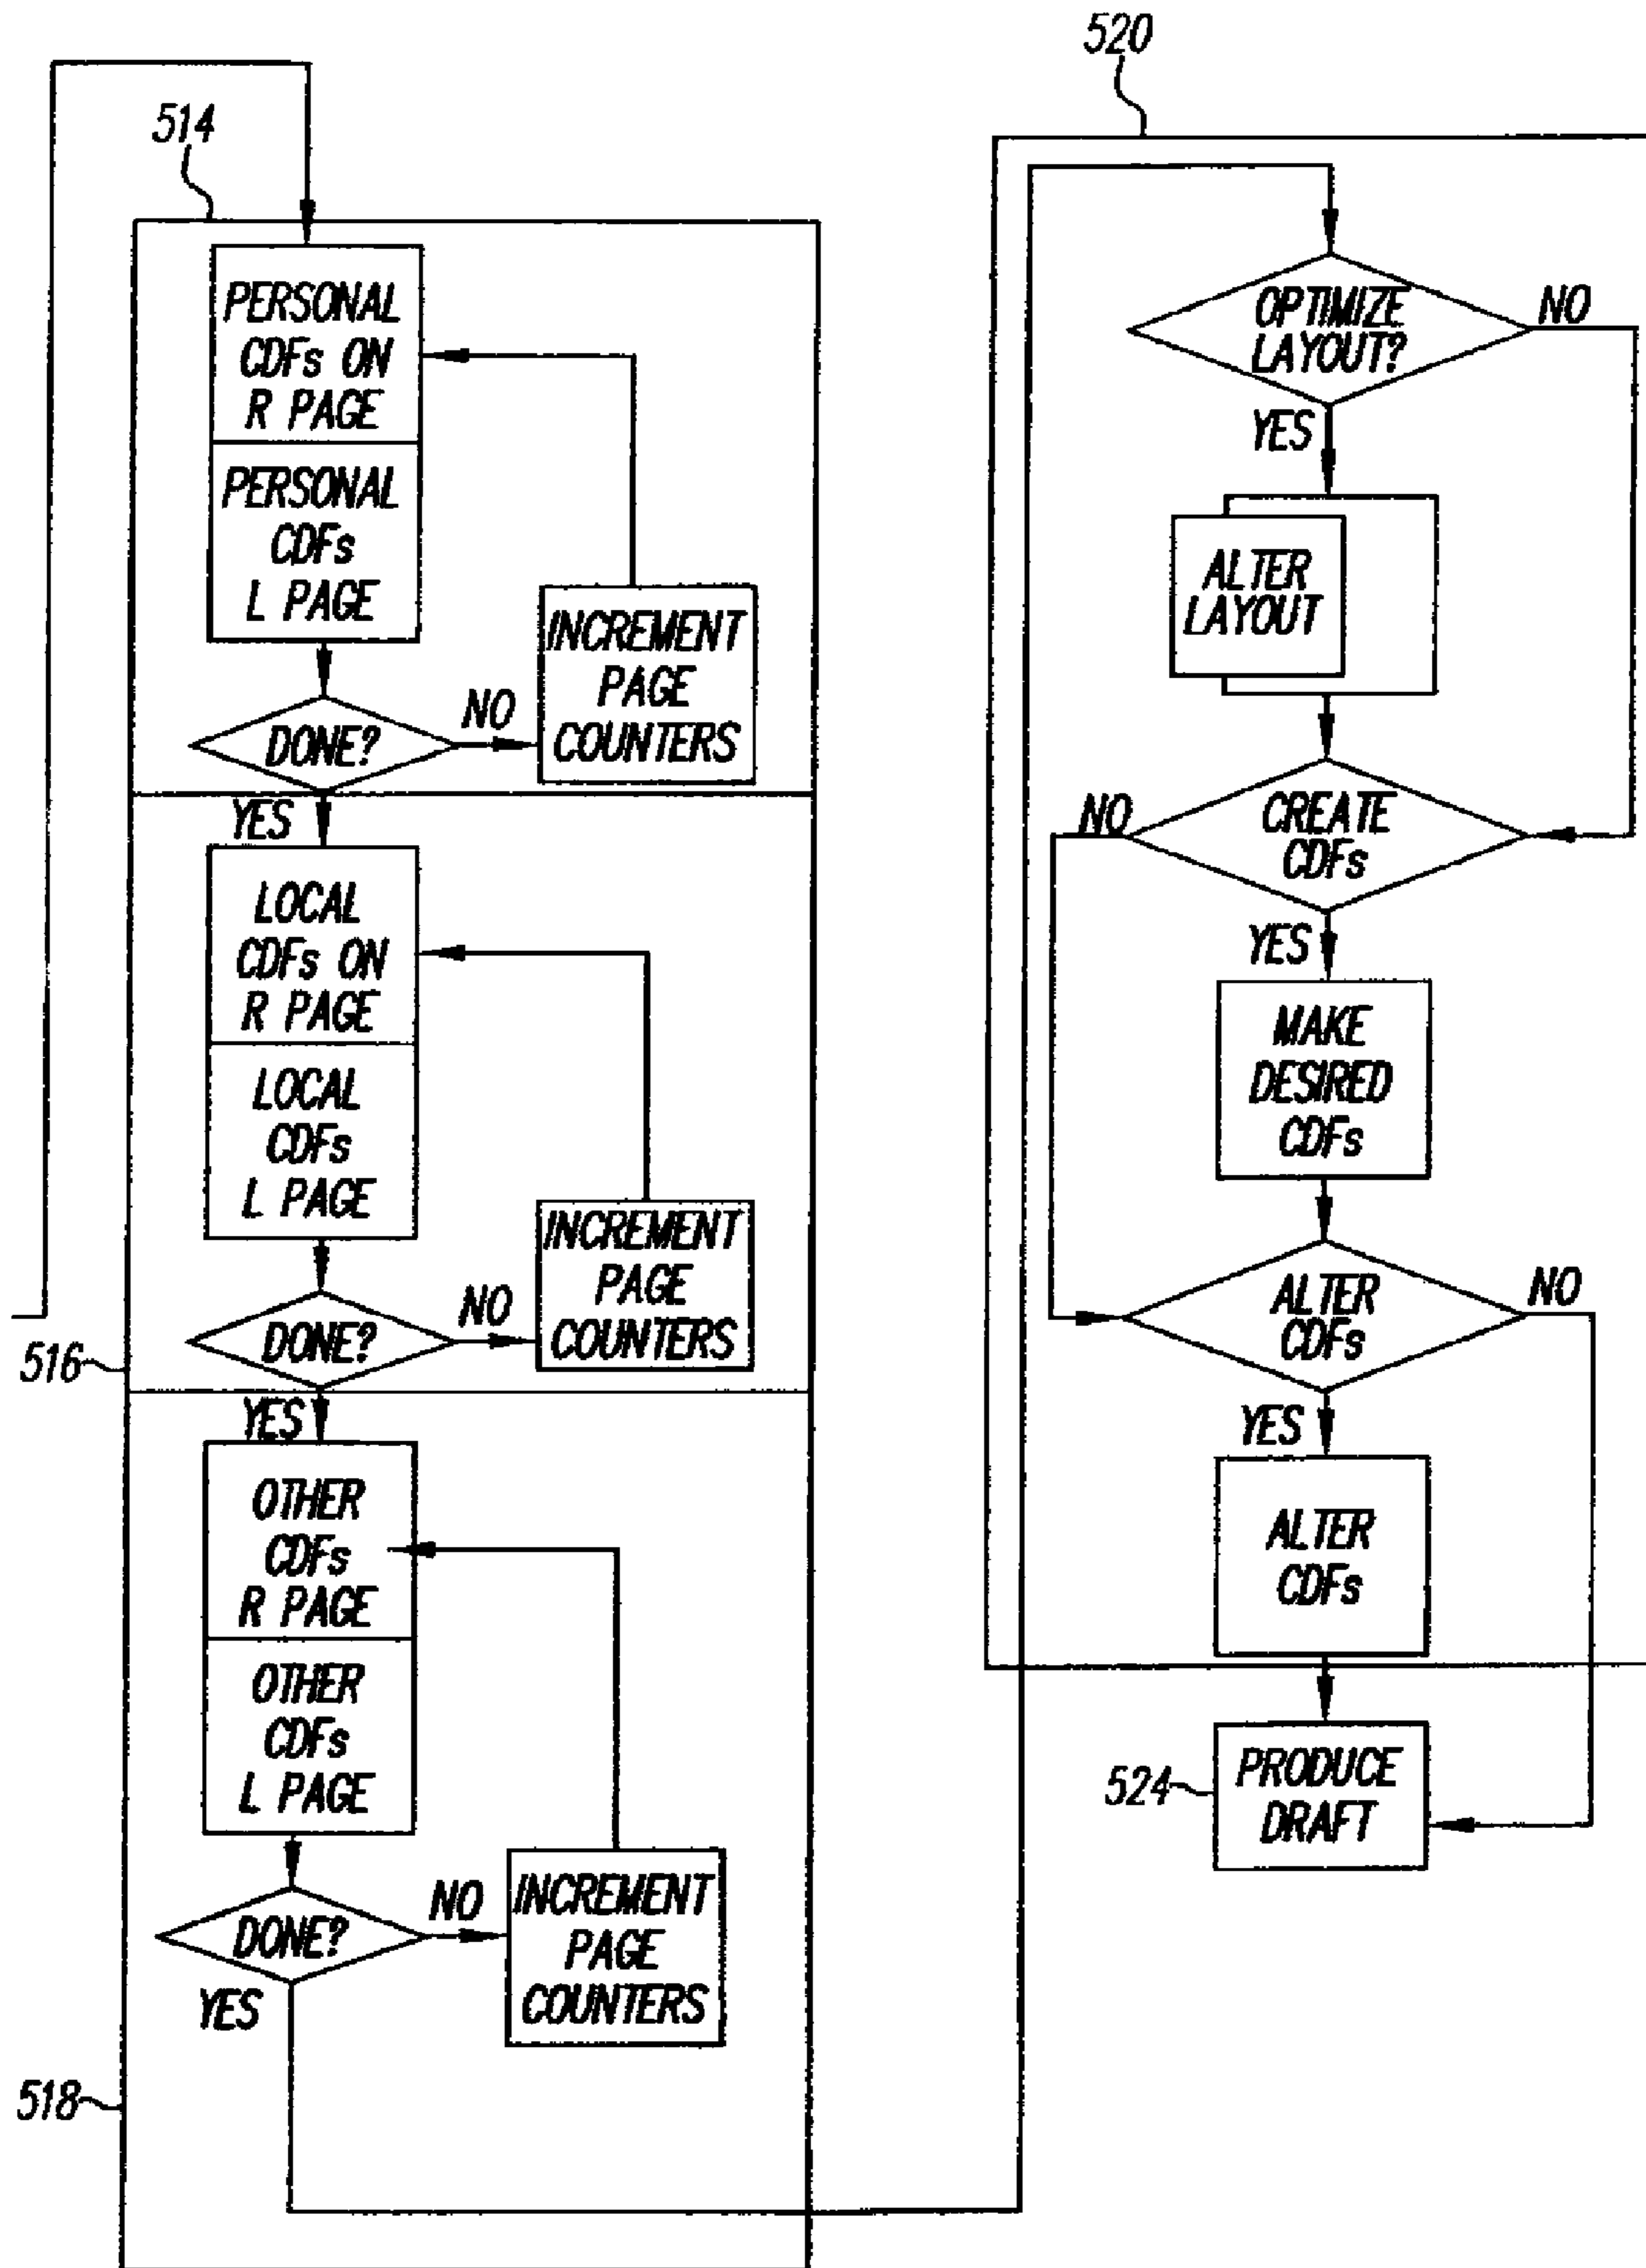 514
PERSONAL
CDFs ON
R PAGE
PERSONAL
CDFs
L PAGE
INCREMENT
PAGE
COUNTERS
DONE?
NO
YES
LOCAL
CDFs ON
R PAGE
LOCAL
CDFs
L PAGE
INCREMENT
PAGE
COUNTERS
516
DONE?
NO
YES
OTHER
CDFs
R PAGE
OTHER
CDFs
L PAGE
DONE?
NO
INCREMENT
PAGE
COUNTERS
YES
518
520
OPTIMIZE
LAYOUT?
NO
YES
ALTER
LAYOUT
CREATE
CDFs
NO
YES
MAKE
DESIRED
CDFs
ALTER
CDFs
NO
YES
ALTER
CDFs
524
PRODUCE
DRAFT